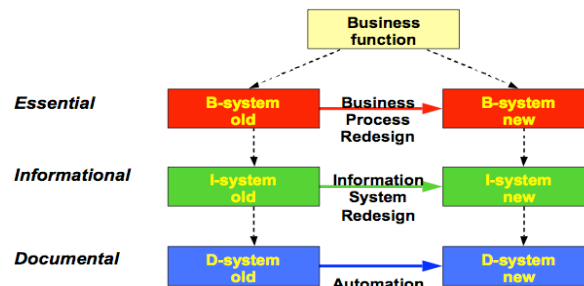 Business
function
Essential
B-system
old
Business
Process
Redesign
B-system
new
Informational
I-system
old
Information
System
Redesign
I-system
new
Documental
D-system
old
Automation
D-system
new